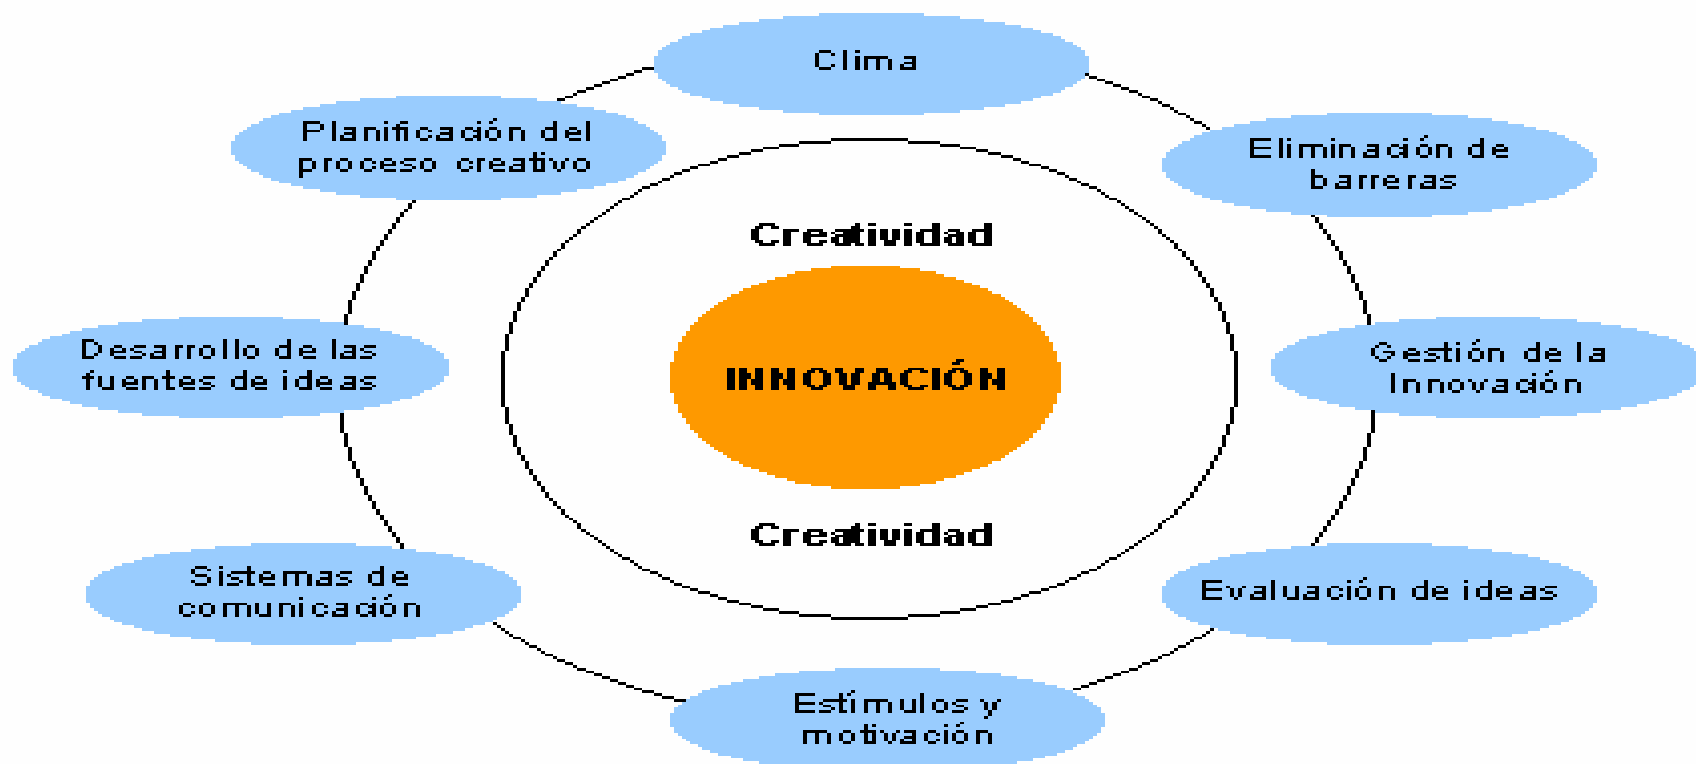 Clima
Planificación del
proceso creativo
Eliminación de
barreras
Creatividad
Desarrollo de las
fuentes de ideas
INNOVACIÓN
Gestión de la
Innovación
Creatividad
Sistemas de
comunicación
Evaluación de ideas
Estímulos y
motivación